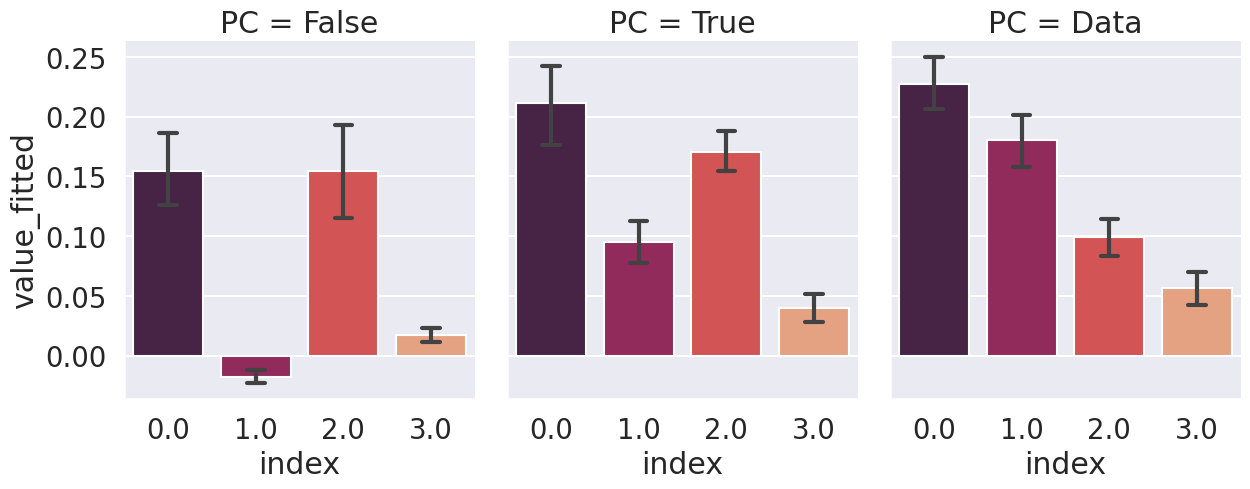 PC = False
PC = True
PC = Data
value_fitted
0.25
0.20
0.15
0.10
0.05
0.00
0.0 1.0 2.0 3.0
0.0 1.0 2.0 3.0
0.0 1.0 2.0 3.0
index
index
index